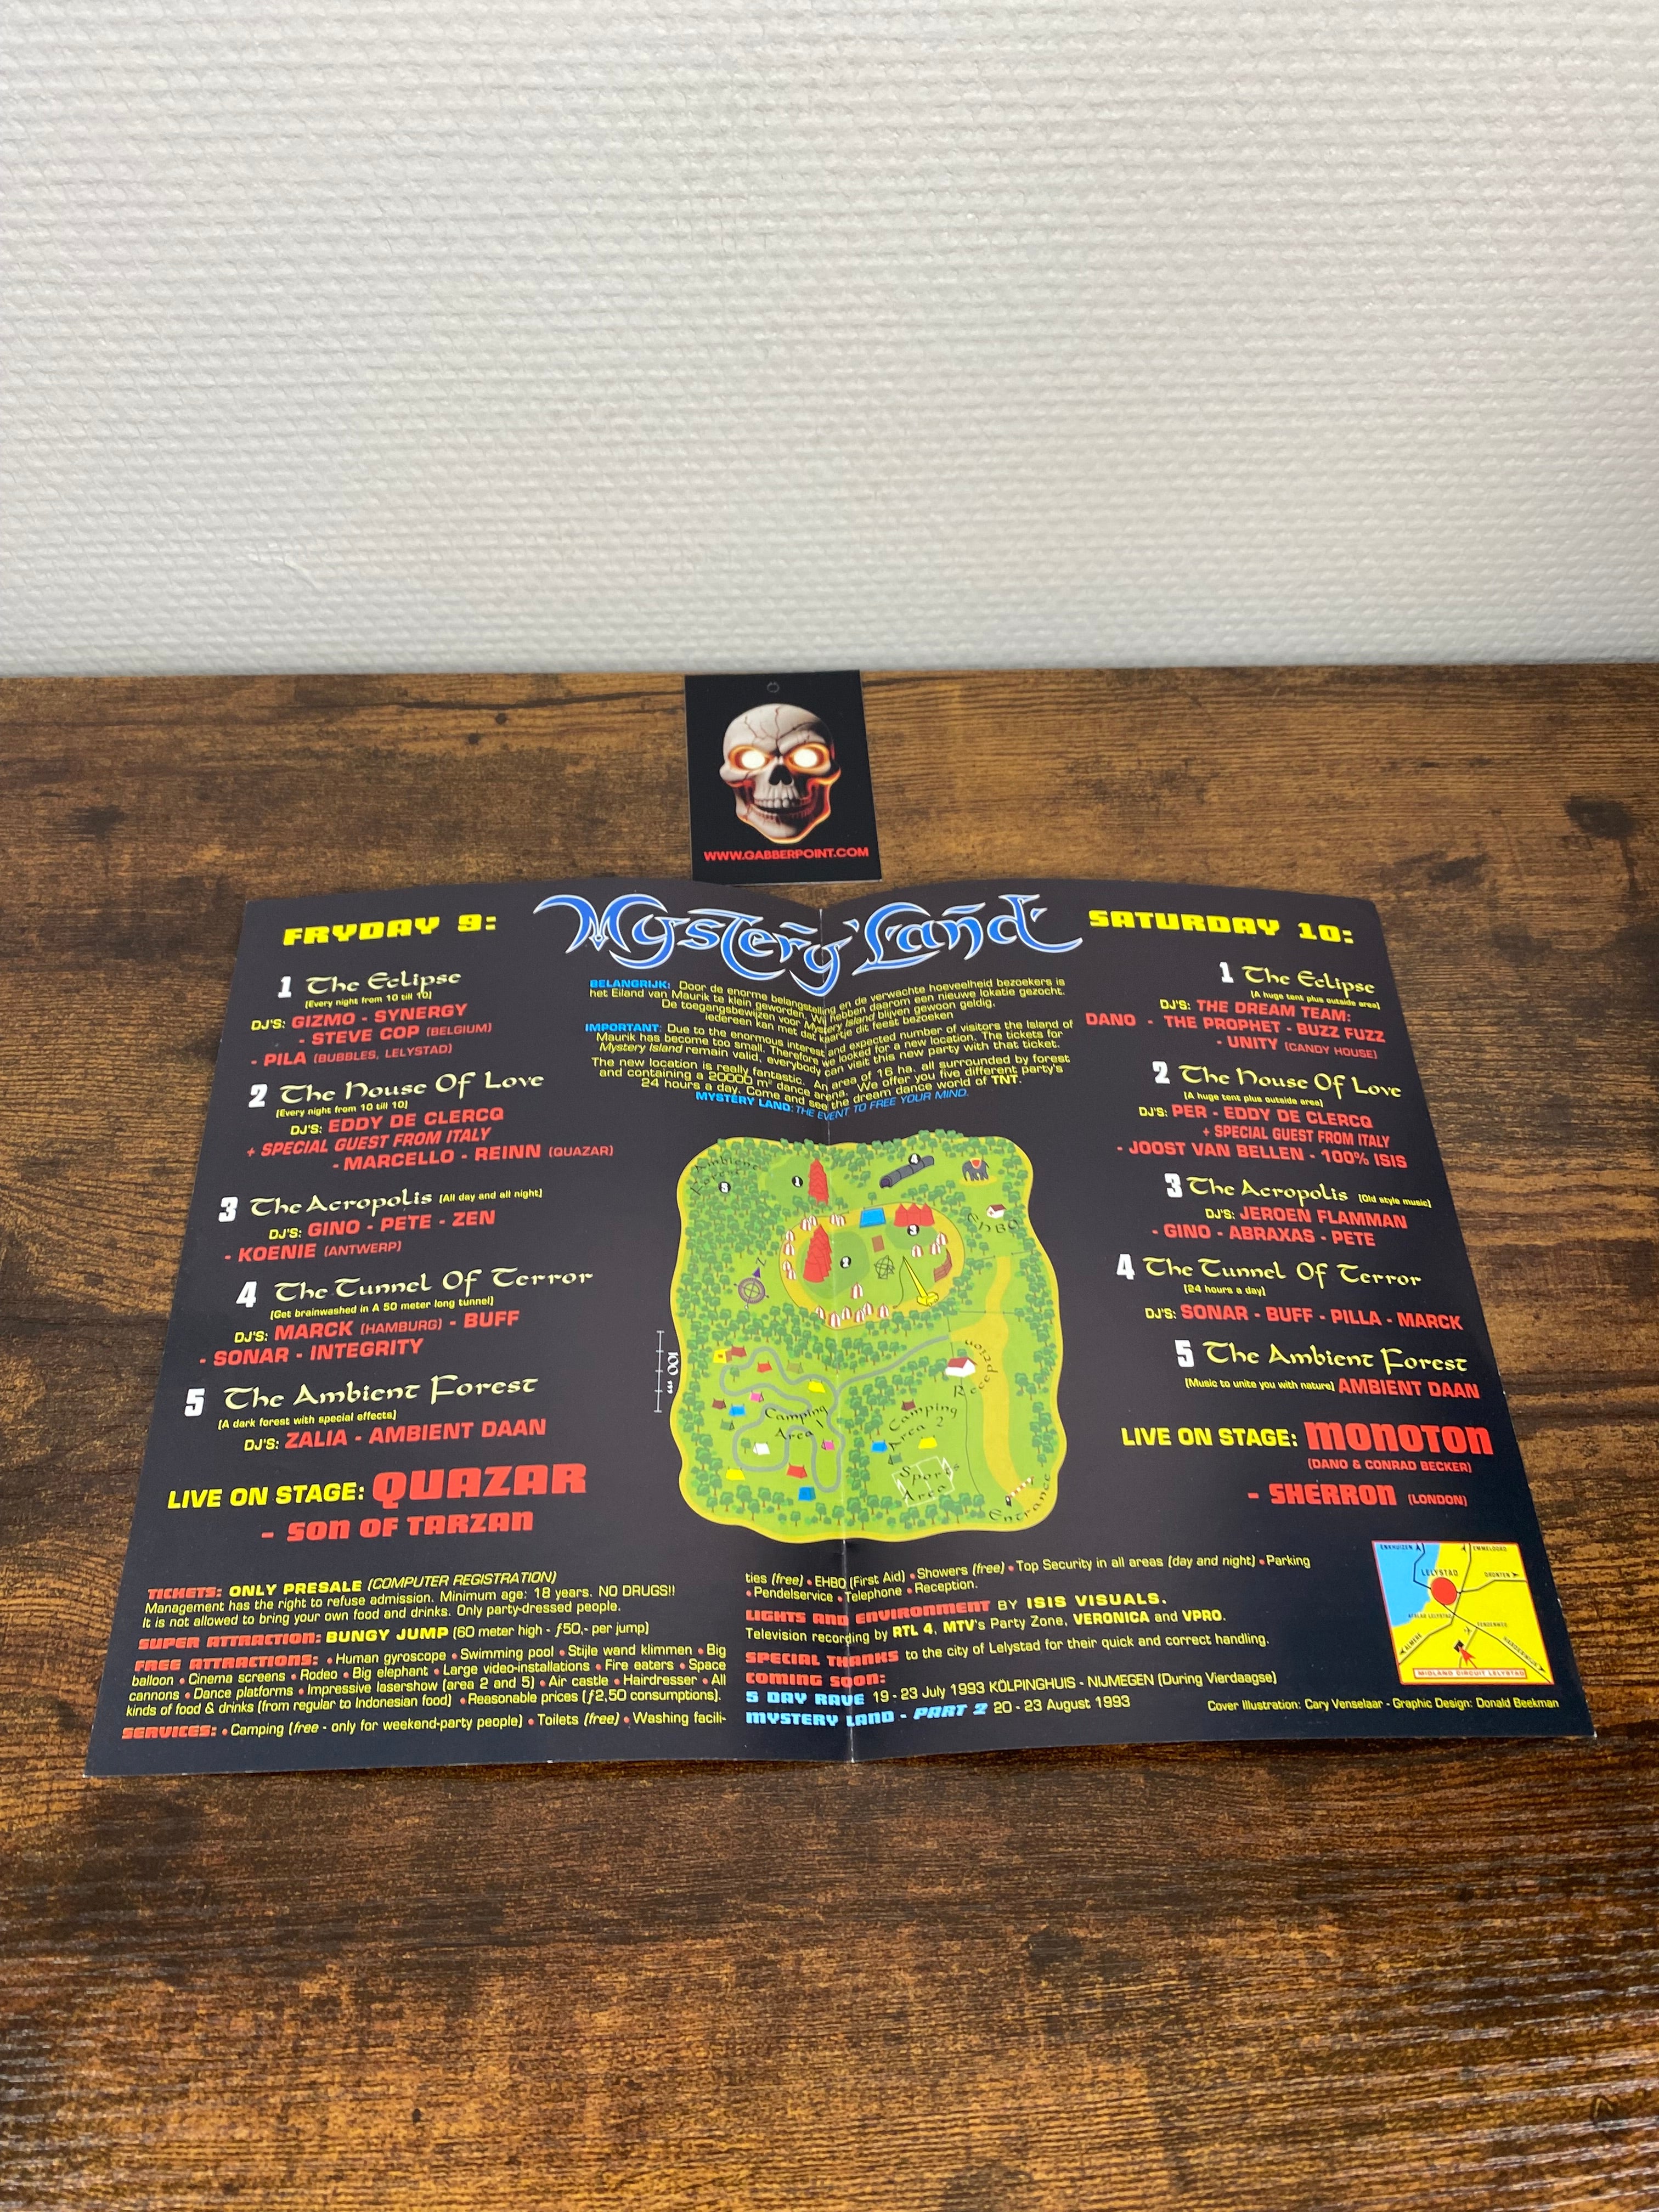 WWW.GABBERPOINT.COM
Mystery Land
FRYDAY 9:
1 The Eclipse
[Every night from 10 till 10]
DJ'S: GIZMO - SYNERGY
- STEVE COP (BELGIUM)
- PILA (BUBBLES, LELYSTAD)
2 The House Of Love
[Every night from 10 till 10]
DJ'S: EDDY DE CLERCQ
+ SPECIAL GUEST FROM ITALY
- MARCELLO - REINN (QUAZAR)
3 The Acropolis [All day and all night]
DJ'S: GINO - PETE - ZEN
- KOENIE (ANTWERP)
4 The Tunnel Of Terror
[Get brainwashed in A 50 meter long tunnel]
DJ'S: MARCK (HAMBURG) - BUFF
- SONAR - INTEGRITY
5 The Ambient Forest
[A dark forest with special effects]
DJ'S: ZALIA - AMBIENT DAAN
LIVE ON STAGE: QUAZAR
- SON OF TARZAN
BELANGRIJK: Door de enorme belangstelling en de verwachte hoeveelheid bezoekers is
het Eiland van Maurik te klein geworden. Wij hebben daarom een nieuwe lokatie gezocht.
De toegangsbewijzen voor Mystery Island blijven gewoon geldig.
iedereen kan met dat kaartje dit feest bezoeken
IMPORTANT: Due to the enormous interest and expected number of visitors the Island of
Maurik has become too small. Therefore we looked for a new location. The tickets for
Mystery Island remain valid, everybody can visit this new party with that ticket.
The new location is really fantastic. An area of 16 ha. all surrounded by forest
and containing a 20000 m² dance arena. We offer you five different party's
24 hours a day. Come and see the dream dance world of TNT.
MYSTERY LAND: THE EVENT TO FREE YOUR MIND.
Ambient
5
1
4
EHBO
3
2
N
100 m
Reception
Camping
Area 1
Camping
Area 2
Sports
Area
Entrance
SATURDAY 10:
1 The Eclipse
[A huge tent plus outside area]
DJ'S: THE DREAM TEAM:
DANO - THE PROPHET - BUZZ FUZZ
- UNITY (CANDY HOUSE)
2 The House Of Love
[A huge tent plus outside area]
DJ'S: PER - EDDY DE CLERCQ
+ SPECIAL GUEST FROM ITALY
- JOOST VAN BELLEN - 100% ISIS
3 The Acropolis [Old style music]
DJ'S: JEROEN FLAMMAN
- GINO - ABRAXAS - PETE
4 The Tunnel Of Terror
[24 hours a day]
DJ'S: SONAR - BUFF - PILLA - MARCK
5 The Ambient Forest
[Music to unite you with nature] AMBIENT DAAN
LIVE ON STAGE: MONOTON
(DANO & CONRAD BECKER)
- SHERRON (LONDON)
TICKETS: ONLY PRESALE (COMPUTER REGISTRATION)
Management has the right to refuse admission. Minimum age: 18 years. NO DRUGS!!
It is not allowed to bring your own food and drinks. Only party-dressed people.
SUPER ATTRACTION: BUNGY JUMP (60 meter high - ƒ50,- per jump)
FREE ATTRACTIONS: • Human gyroscope • Swimming pool • Stijle wand klimmen • Big
balloon • Cinema screens • Rodeo • Big elephant • Large video-installations • Fire eaters • Space
cannons • Dance platforms • Impressive lasershow (area 2 and 5) • Air castle • Hairdresser • All
kinds of food & drinks (from regular to Indonesian food) • Reasonable prices (ƒ2,50 consumptions).
SERVICES: • Camping (free - only for weekend-party people) • Toilets (free) • Washing facili-
ties (free) • EHBO (First Aid) • Showers (free) • Top Security in all areas (day and night) • Parking
• Pendelservice • Telephone • Reception.
LIGHTS AND ENVIRONMENT BY ISIS VISUALS.
Television recording by RTL 4, MTV's Party Zone, VERONICA and VPRO.
SPECIAL THANKS to the city of Lelystad for their quick and correct handling.
COMING SOON:
5 DAY RAVE 19 - 23 July 1993 KÖLPINGHUIS - NIJMEGEN (During Vierdaagse)
MYSTERY LAND - PART 2 20 - 23 August 1993
Cover Illustration: Cary Venselaar - Graphic Design: Donald Beekman
ENKHUIZEN
EMMELOORD
LELYSTAD
DRONTEN
AFSLAG LELYSTAD
ALMERE
HARDERWIJK
MIDLAND CIRCUIT LELYSTAD